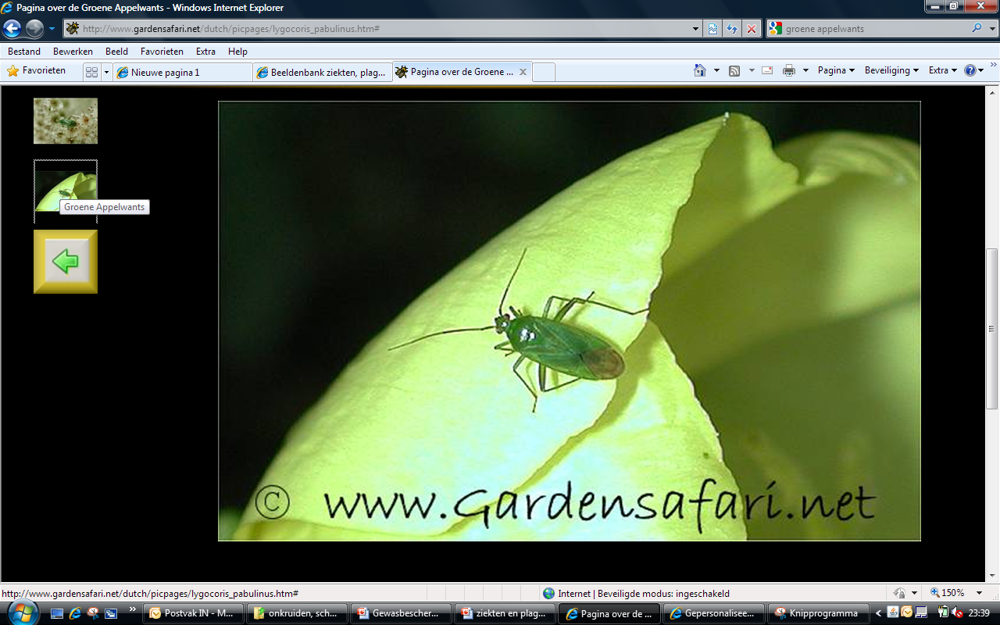 Pagina over de Groene Appelwants - Windows Internet Explorer
http://www.gardensafari.net/dutch/picpages/lygocoris_pabulinus.htm#
groene appelwants
Bestand Bewerken Beeld Favorieten Extra Help
Favorieten
Nieuwe pagina 1
Beeldenbank ziekten, plag...
Pagina over de Groene ...
Pagina
Beveiliging
Extra
Groene Appelwants
© www.Gardensafari.net
http://www.gardensafari.net/dutch/picpages/lygocoris_pabulinus.htm#
Internet | Beveiligde modus: ingeschakeld
150%
Postvak IN - M...
onkruiden, sch...
Gewasbescher...
ziekten en plag...
Pagina over de ...
Gepersonalisee...
Knipprogramma
23:39